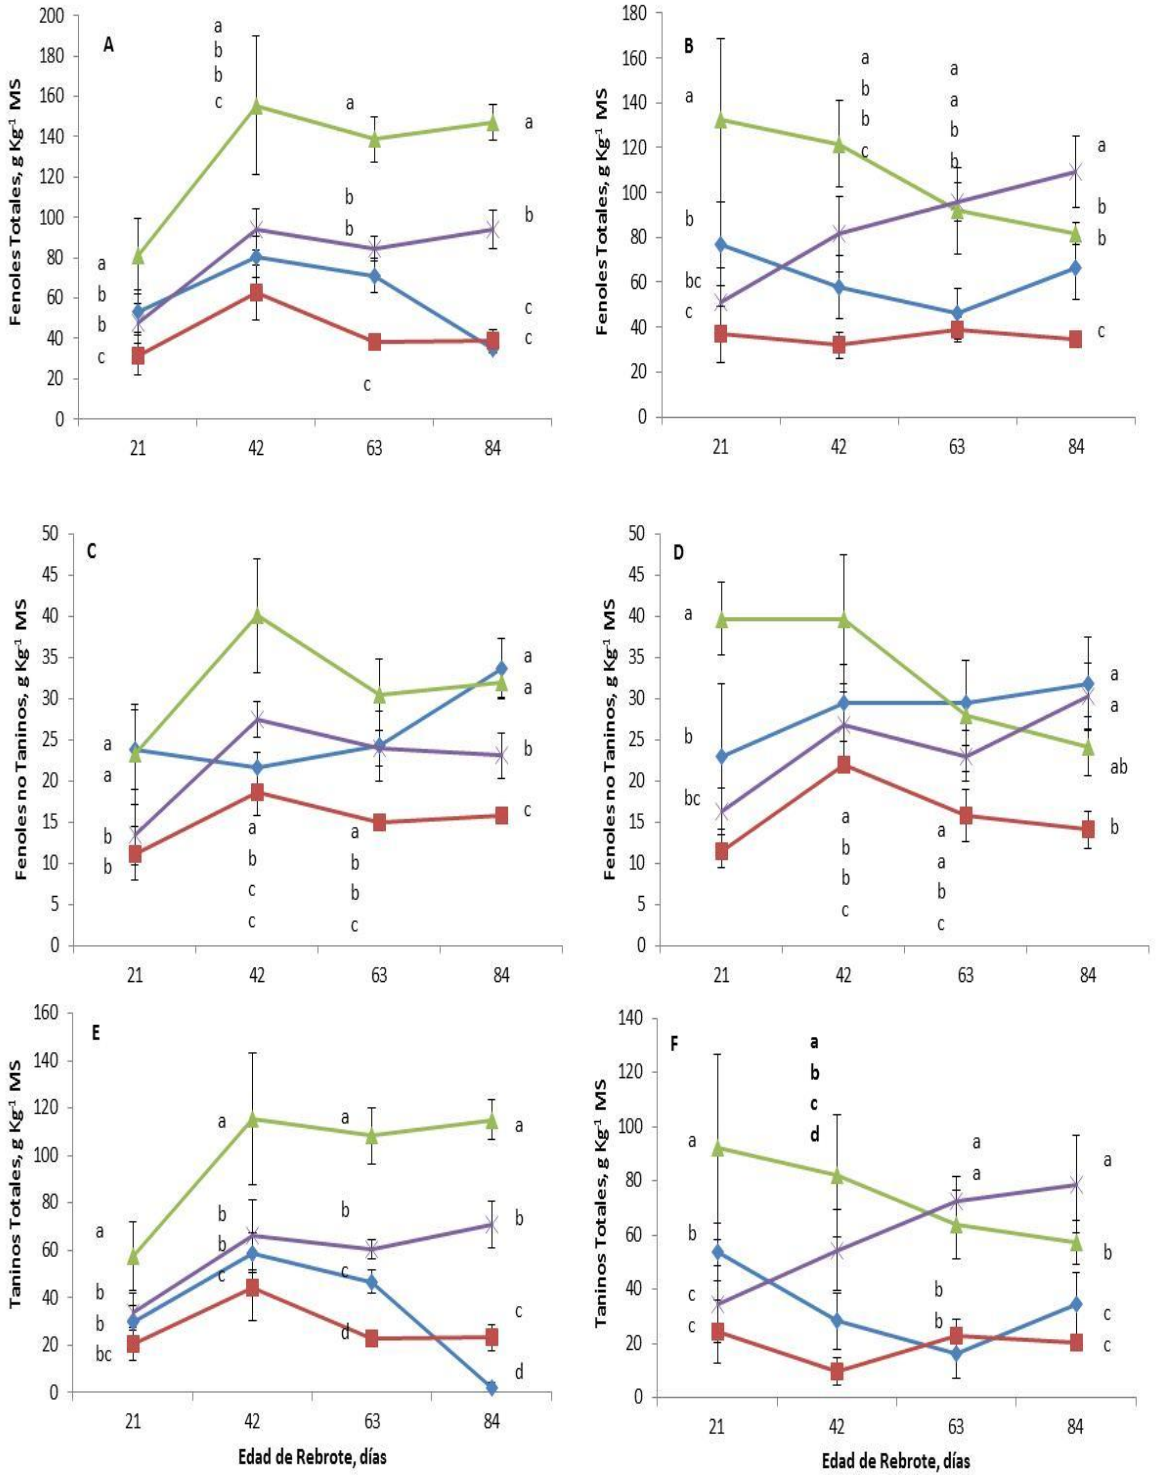 A
Fenoles Totales, g Kg-1 MS
200
180
160
140
120
100
80
60
40
20
0
a
b
b
c
a
b
b
c
a
b
b
c
a
b
c
c
21 42 63 84
B
Fenoles Totales, g Kg-1 MS
180
160
140
120
100
80
60
40
20
0
a
b
bc
c
a
b
b
c
a
a
b
b
a
b
b
c
21 42 63 84
C
Fenoles no Taninos, g Kg-1 MS
50
45
40
35
30
25
20
15
10
5
0
a
a
b
b
a
b
c
c
a
b
b
c
a
a
b
c
21 42 63 84
D
Fenoles no Taninos, g Kg-1 MS
50
45
40
35
30
25
20
15
10
5
0
a
b
bc
a
b
b
c
a
a
b
c
a
a
ab
b
21 42 63 84
E
Taninos Totales, g Kg-1 MS
160
140
120
100
80
60
40
20
0
a
b
b
bc
a
b
b
c
a
b
c
d
a
b
c
d
21 42 63 84
Edad de Rebrote, días
F
Taninos Totales, g Kg-1 MS
140
120
100
80
60
40
20
0
a
b
c
c
a
b
c
d
a
a
b
b
a
b
c
c
21 42 63 84
Edad de Rebrote, días